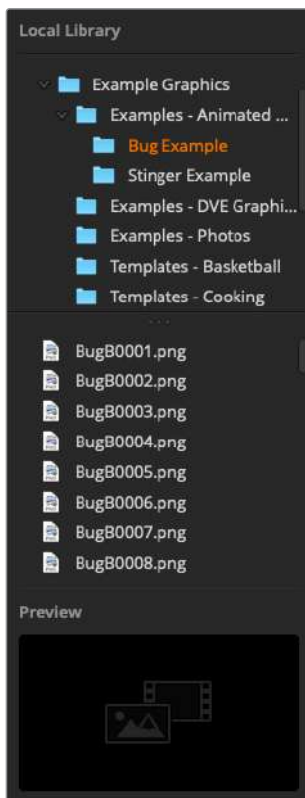 Local Library
Example Graphics
Examples - Animated ...
Bug Example
Stinger Example
Examples - DVE Graphi...
Examples - Photos
Templates - Basketball
Templates - Cooking
BugB0001.png
BugB0002.png
BugB0003.png
BugB0004.png
BugB0005.png
BugB0006.png
BugB0007.png
BugB0008.png
Preview